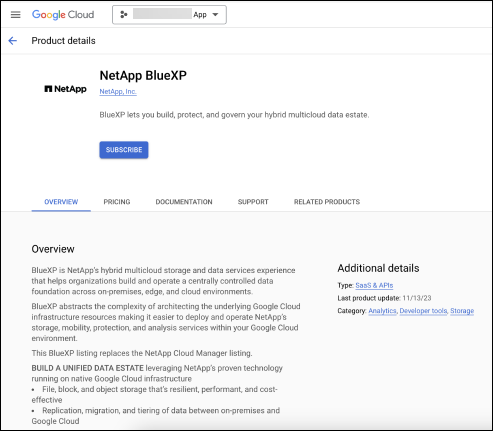 Google Cloud
App
Product details
NetApp
NetApp BlueXP
NetApp, Inc.
BlueXP lets you build, protect, and govern your hybrid multicloud data estate.
SUBSCRIBE
OVERVIEW PRICING DOCUMENTATION SUPPORT RELATED PRODUCTS
Overview
BlueXP is NetApp's hybrid multicloud storage and data services experience
that helps organizations build and operate a centrally controlled data
foundation across on-premises, edge, and cloud environments.
BlueXP abstracts the complexity of architecting the underlying Google Cloud
infrastructure resources making it easier to deploy and operate NetApp's
storage, mobility, protection, and analysis services within your Google Cloud
environment.
This BlueXP listing replaces the NetApp Cloud Manager listing.
BUILD A UNIFIED DATA ESTATE leveraging NetApp's proven technology
running on native Google Cloud infrastructure
• File, block, and object storage that's resilient, performant, and cost-
effective
• Replication, migration, and tiering of data between on-premises and
Google Cloud
Additional details
Type: SaaS & APIs
Last product update: 11/13/23
Category: Analytics, Developer tools, Storage